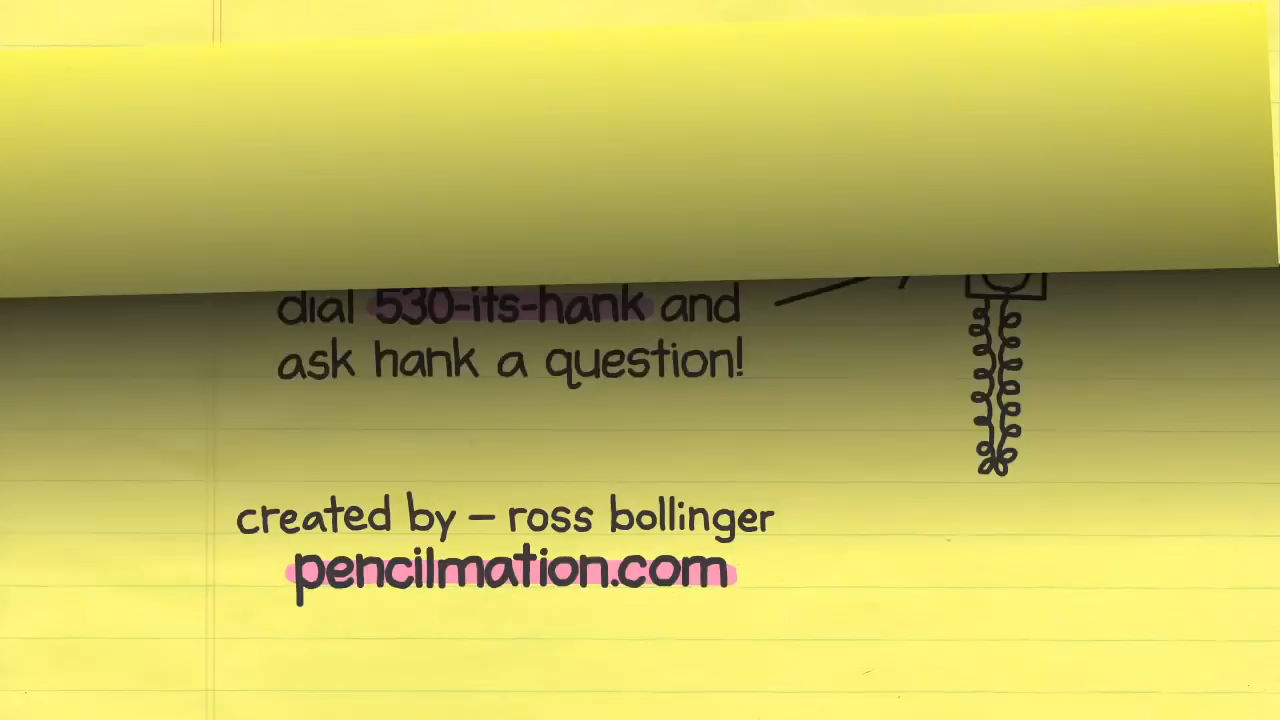 dial 530-its-hank and
ask hank a question!
created by – ross bollinger
pencilmation.com